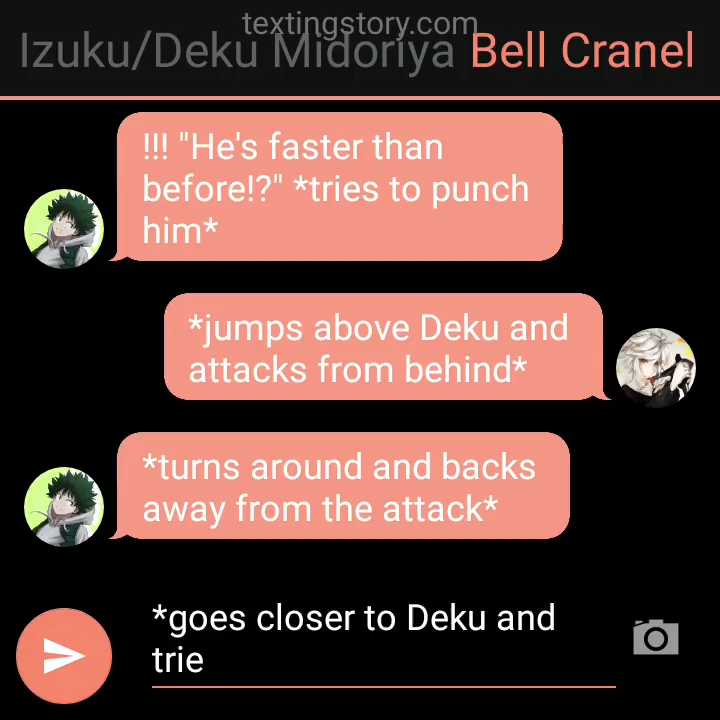 textingstory.com
Izuku/Deku Midoriya Bell Cranel
!!! "He's faster than
before!?" *tries to punch
him*
*jumps above Deku and
attacks from behind*
*turns around and backs
away from the attack*
*goes closer to Deku and
trie